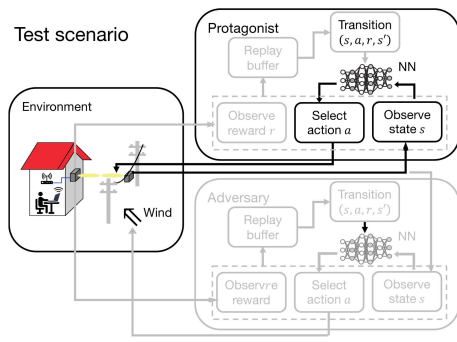 Test scenario
Protagonist
Transition
(s, a, r, s′)
Replay
buffer
NN
Observe
reward r
Select
action a
Observe
state s
Environment
Wind
Adversary
Transition
(s, a, r, s′)
Replay
buffer
NN
Observre
reward
Select
action a
Observe
state s